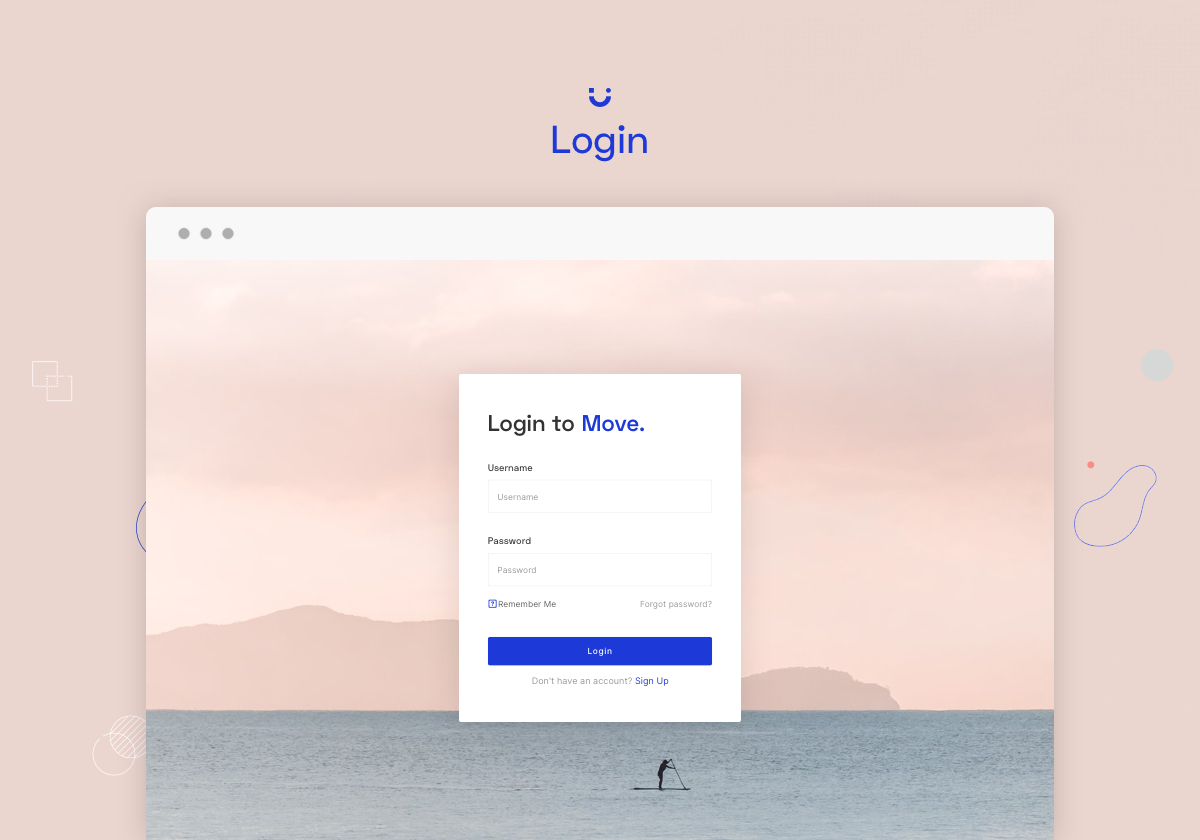 Login
Login to Move.
Username
Username
Password
Password
Remember Me
Forgot password?
Login
Don't have an account? Sign Up